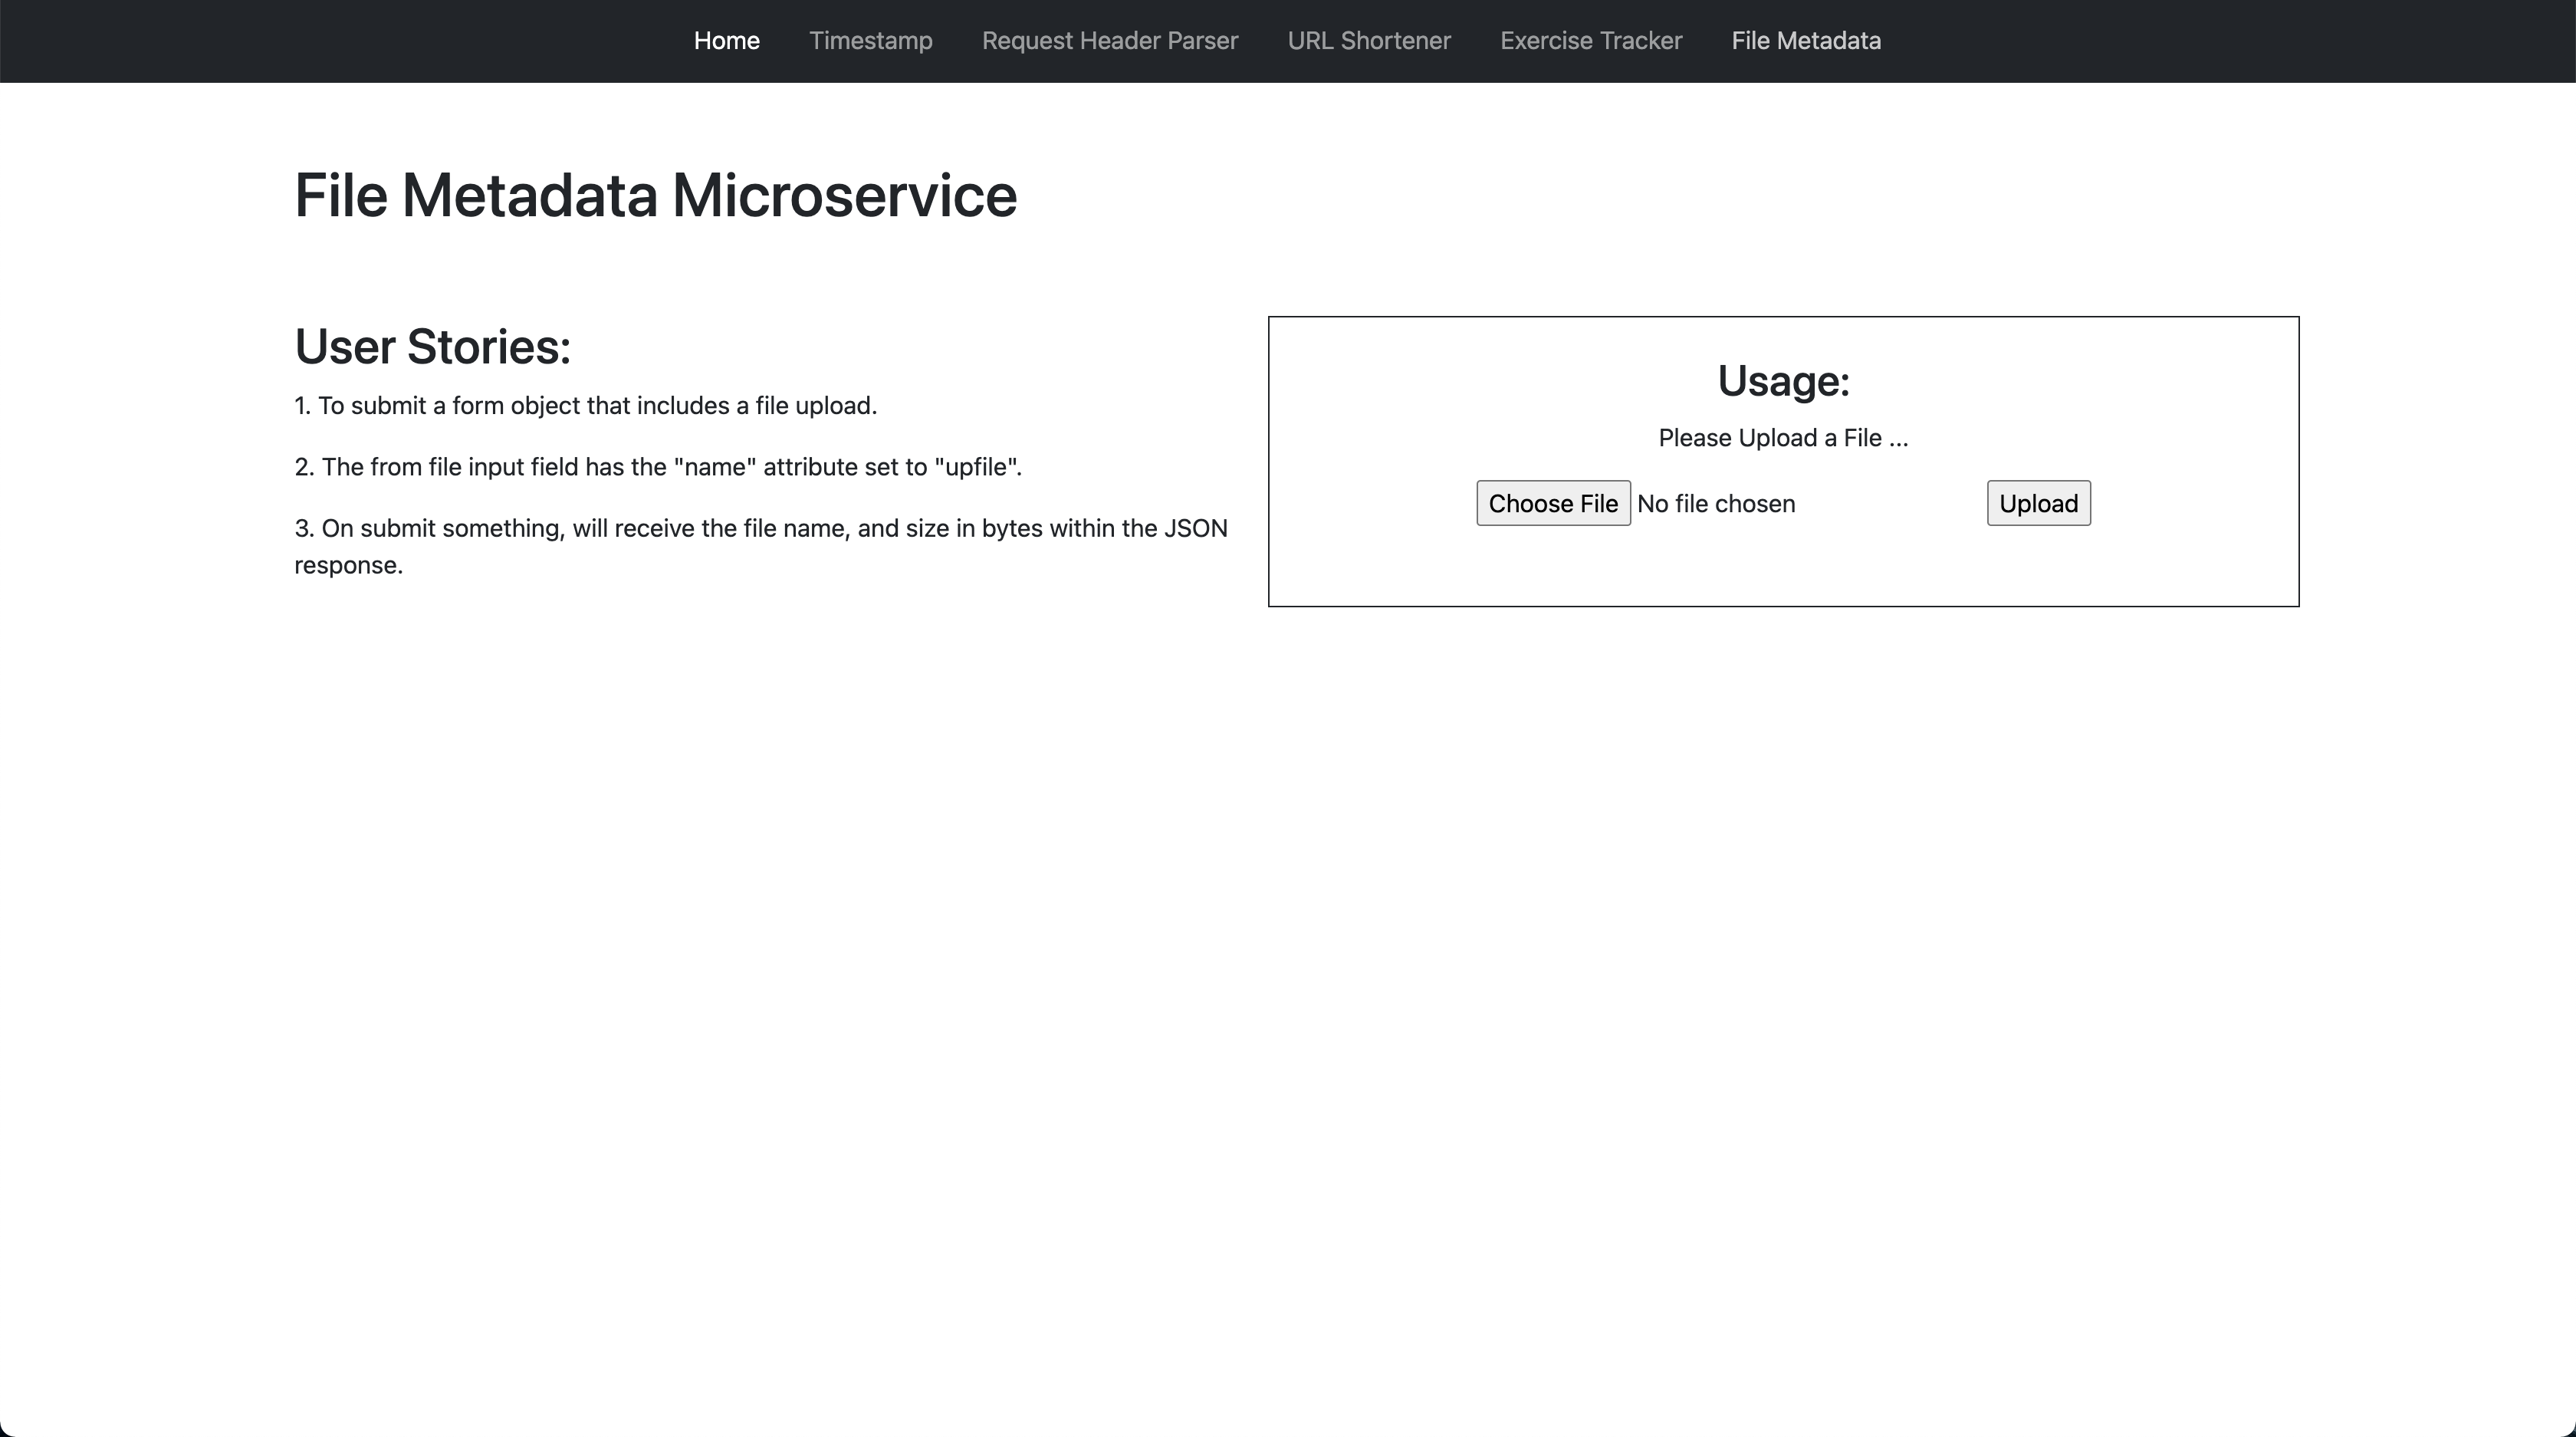 Home Timestamp Request Header Parser URL Shortener Exercise Tracker File Metadata
File Metadata Microservice
User Stories:
1. To submit a form object that includes a file upload.
2. The from file input field has the "name" attribute set to "upfile".
3. On submit something, will receive the file name, and size in bytes within the JSON
response.
Usage:
Please Upload a File ...
Choose File No file chosen Upload